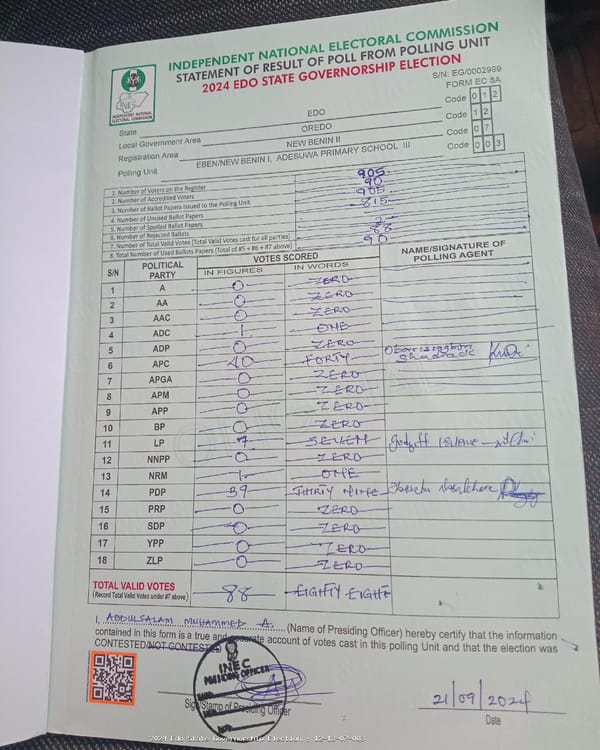 INDEPENDENT NATIONAL ELECTORAL COMMISSION
STATEMENT OF RESULT OF POLL FROM POLLING UNIT
2024 EDO STATE GOVERNORSHIP ELECTION
INEC
INDEPENDENT NATIONAL ELECTORAL COMMISSION
S/N: EG/0002999
FORM EC 8A
State EDO Code 0 1 2
Local Government Area OREDO Code 1 2
Registration Area NEW BENIN II Code 0 7
Polling Unit EBEN/NEW BENIN I, ADESUWA PRIMARY SCHOOL III Code 0 0 3
1. Number of Voters on the Register 905
2. Number of Accredited Voters 90
3. Number of Ballot Papers Issued to the Polling Unit 905
4. Number of Unused Ballot Papers 815
5. Number of Spoiled Ballot Papers
6. Number of Rejected Ballots 2
7. Number of Total Valid Votes (Total Valid Votes cast for all parties) 88
8. Total Number of Used Ballots Papers (Total of #5 + #6 + #7 above) 90
S/N POLITICAL PARTY VOTES SCORED NAME/SIGNATURE OF POLLING AGENT
IN FIGURES IN WORDS
1 A 0 ZERO
2 AA 0 ZERO
3 AAC 0 ZERO
4 ADC 1 ONE
5 ADP 0 ZERO
6 APC 40 FORTY
7 APGA 0 ZERO
8 APM 0 ZERO
9 APP 0 ZERO
10 BP 0 ZERO
11 LP 7 SEVEN
12 NNPP 0 ZERO
13 NRM 1 ONE
14 PDP 39 THIRTY NINE
15 PRP 0 ZERO
16 SDP 0 ZERO
17 YPP 0 ZERO
18 ZLP 0 ZERO
TOTAL VALID VOTES 88 EIGHTY EIGHT
(Record Total Valid Votes under #7 above)
I, ABDULSALAM MUHAMMED A. (Name of Presiding Officer) hereby certify that the information
contained in this form is a true and accurate account of votes cast in this polling Unit and that the election was
CONTESTED/NOT CONTESTED
INEC
PRESIDING OFFICER
Sign/Stamp of Presiding Officer
21/09/2024
Date
2024 Edo State Governorship Election : 12-12-07-003